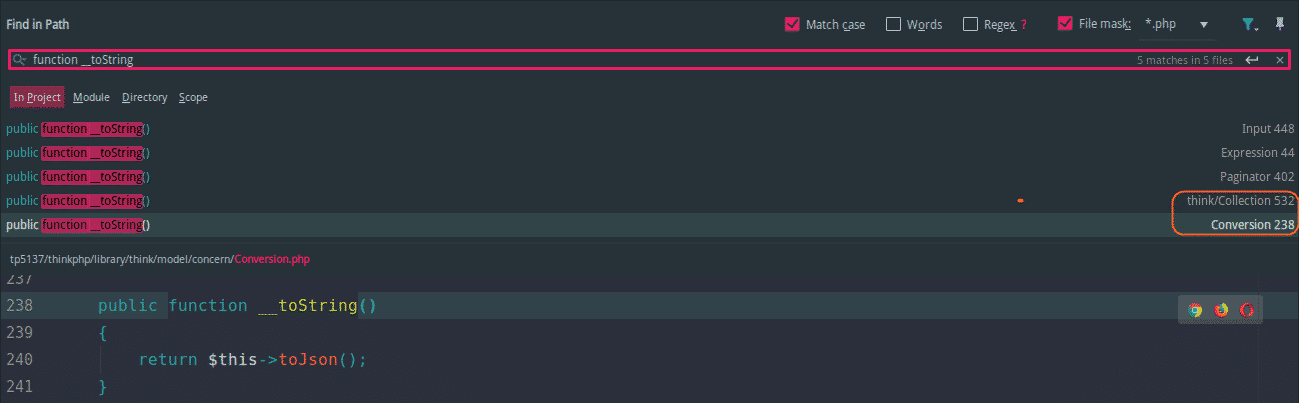 Find in Path Match case Words Regex ? File mask: *.php
function __toString 5 matches in 5 files
In Project Module Directory Scope
public function __toString() Input 448
public function __toString() Expression 44
public function __toString() Paginator 402
public function __toString() think/Collection 532
public function __toString() Conversion 238
tp5137/thinkphp/library/think/model/concern/Conversion.php
237
238 public function __toString()
239 {
240 return $this->toJson();
241 }